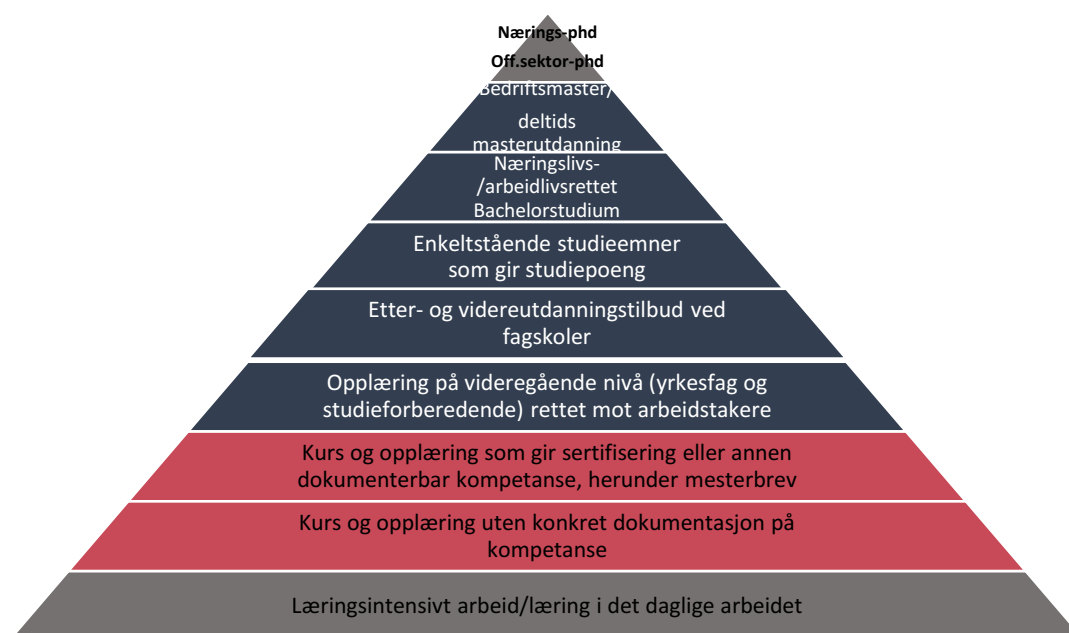 Nærings-phd
Off.sektor-phd
Bedriftsmaster/
deltids
masterutdanning
Næringslivs-
/arbeidlivsrettet
Bachelorstudium
Enkeltstående studieemner
som gir studiepoeng
Etter- og videreutdanningstilbud ved
fagskoler
Opplæring på videregående nivå (yrkesfag og
studieforberedende) rettet mot arbeidstakere
Kurs og opplæring som gir sertifisering eller annen
dokumenterbar kompetanse, herunder mesterbrev
Kurs og opplæring uten konkret dokumentasjon på
kompetanse
Læringsintensivt arbeid/læring i det daglige arbeidet